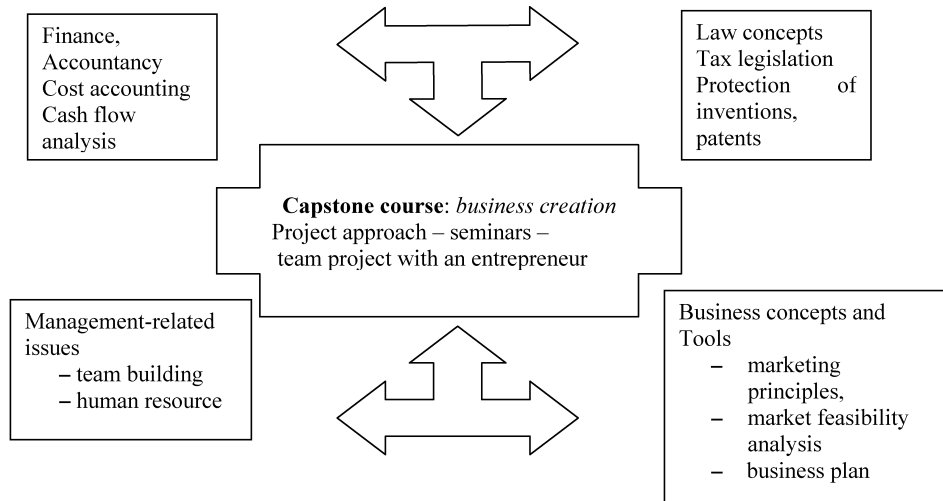 Finance,
Accountancy
Cost accounting
Cash flow
analysis
Law concepts
Tax legislation
Protection of
inventions,
patents
Capstone course: business creation
Project approach – seminars –
team project with an entrepreneur
Management-related
issues
– team building
– human resource
Business concepts and
Tools
– marketing
principles,
– market feasibility
analysis
– business plan